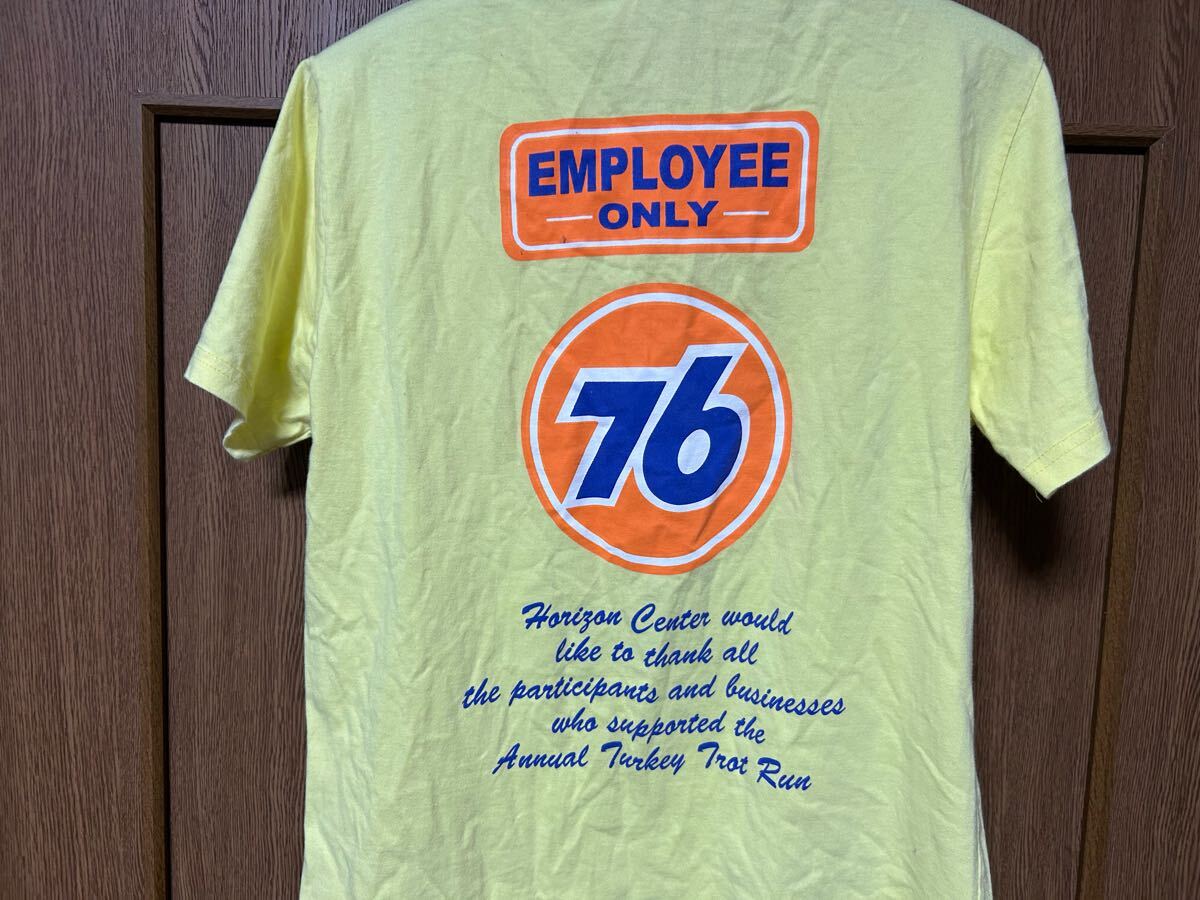 EMPLOYEE
ONLY
76
Horizon Center would
like to thank all
the participants and businesses
who supported the
Annual Turkey Trot Run